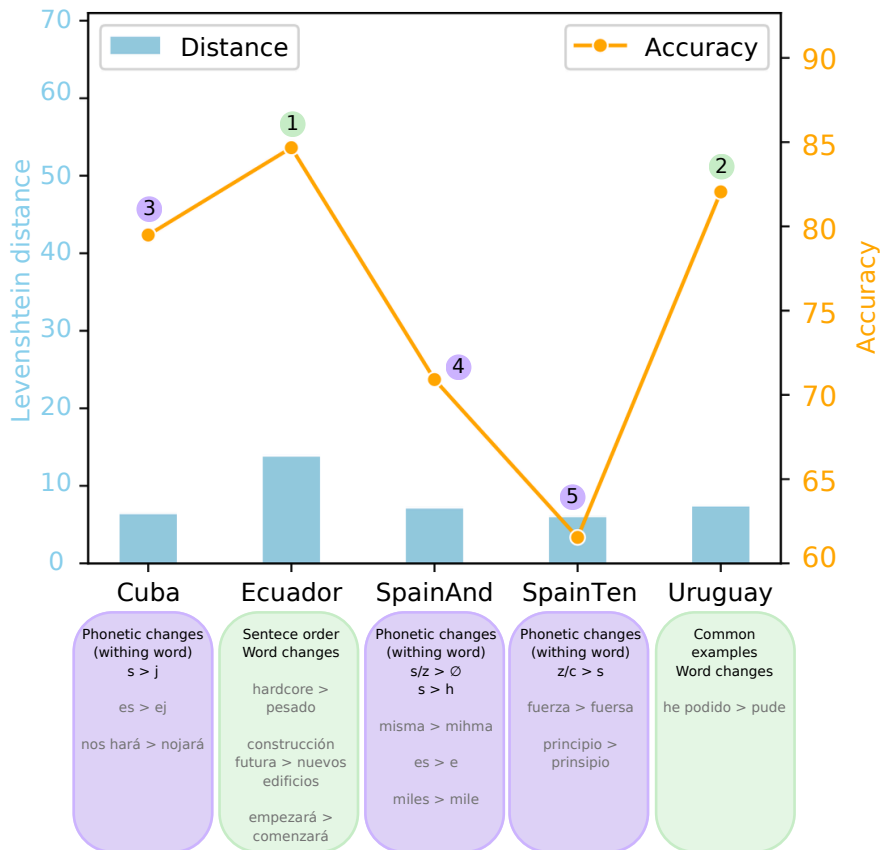 Distance
Accuracy
70
60
50
40
30
20
10
0
Levenshtein distance
90
85
80
75
70
65
60
Accuracy
3
1
4
5
2
Cuba
Ecuador
SpainAnd
SpainTen
Uruguay
Phonetic changes
(withing word)
s > j
es > ej
nos hará > nojará
Sentece order
Word changes
hardcore >
pesado
construcción
futura > nuevos
edificios
empezará >
comenzará
Phonetic changes
(withing word)
s/z > ∅
s > h
misma > mihma
es > e
miles > mile
Phonetic changes
(withing word)
z/c > s
fuerza > fuersa
principio >
prinsipio
Common
examples
Word changes
he podido > pude